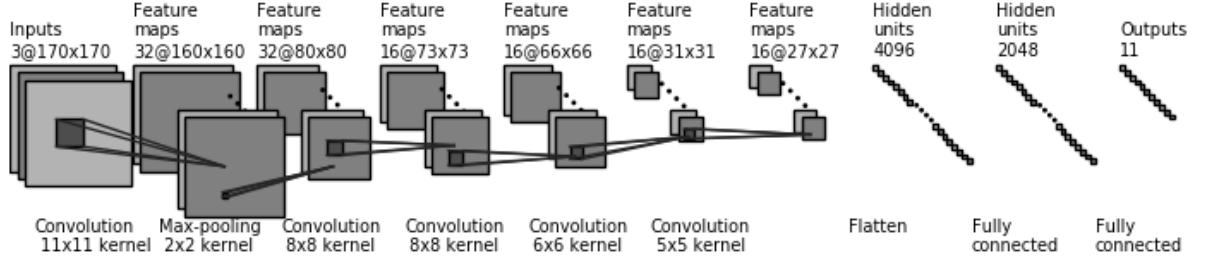 Inputs
3@170x170
Feature
maps
32@160x160
Feature
maps
32@80x80
Feature
maps
16@73x73
Feature
maps
16@66x66
Feature
maps
16@31x31
Feature
maps
16@27x27
Hidden
units
4096
Hidden
units
2048
Outputs
11
Convolution
11x11 kernel
Max-pooling
2x2 kernel
Convolution
8x8 kernel
Convolution
8x8 kernel
Convolution
6x6 kernel
Convolution
5x5 kernel
Flatten
Fully
connected
Fully
connected